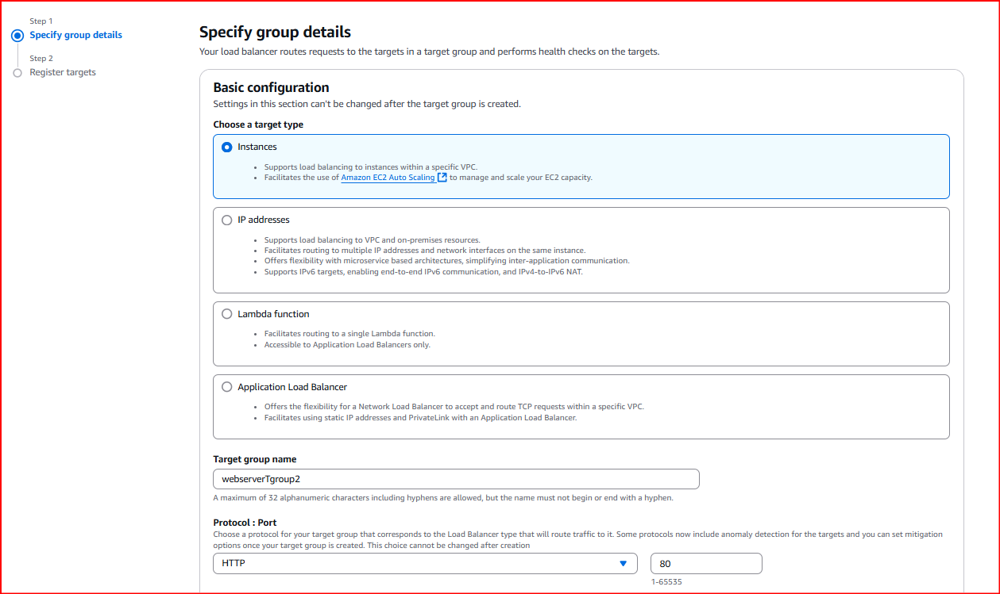 Step 1
Specify group details
Step 2
Register targets
Specify group details
Your load balancer routes requests to the targets in a target group and performs health checks on the targets.
Basic configuration
Settings in this section can't be changed after the target group is created.
Choose a target type
Instances
• Supports load balancing to instances within a specific VPC.
• Facilitates the use of Amazon EC2 Auto Scaling to manage and scale your EC2 capacity.
IP addresses
• Supports load balancing to VPC and on-premises resources.
• Facilitates routing to multiple IP addresses and network interfaces on the same instance.
• Offers flexibility with microservice based architectures, simplifying inter-application communication.
• Supports IPv6 targets, enabling end-to-end IPv6 communication, and IPv4-to-IPv6 NAT.
Lambda function
• Facilitates routing to a single Lambda function.
• Accessible to Application Load Balancers only.
Application Load Balancer
• Offers the flexibility for a Network Load Balancer to accept and route TCP requests within a specific VPC.
• Facilitates using static IP addresses and PrivateLink with an Application Load Balancer.
Target group name
webserverTgroup2
A maximum of 32 alphanumeric characters including hyphens are allowed, but the name must not begin or end with a hyphen.
Protocol : Port
Choose a protocol for your target group that corresponds to the Load Balancer type that will route traffic to it. Some protocols now include anomaly detection for the targets and you can set mitigation
options once your target group is created. This choice cannot be changed after creation
HTTP
80
1-65535